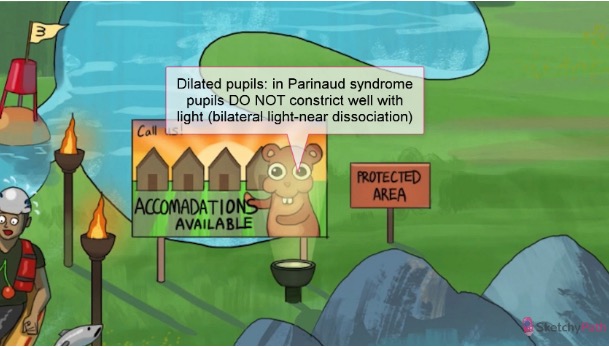 3
Dilated pupils: in Parinaud syndrome
pupils DO NOT constrict well with
light (bilateral light-near dissociation)
Call us!
ACCOMADATIONS
AVAILABLE
PROTECTED
AREA